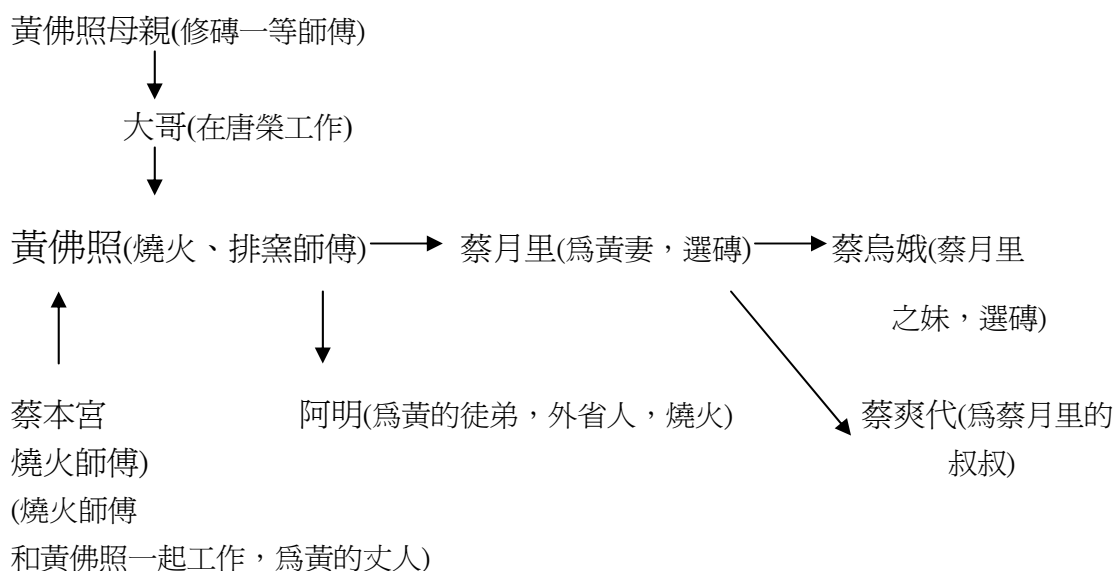 黃佛照母親(修磚一等師傅)
大哥(在唐榮工作)
黃佛照(燒火、排窯師傅) 蔡月里(爲黃妻，選磚) 蔡烏娥(蔡月里
之妹，選磚)
蔡本宮 阿明(爲黃的徒弟，外省人，燒火) 蔡爽代(爲蔡月里的
燒火師傅) 叔叔)
(燒火師傅
和黃佛照一起工作，爲黃的丈人)